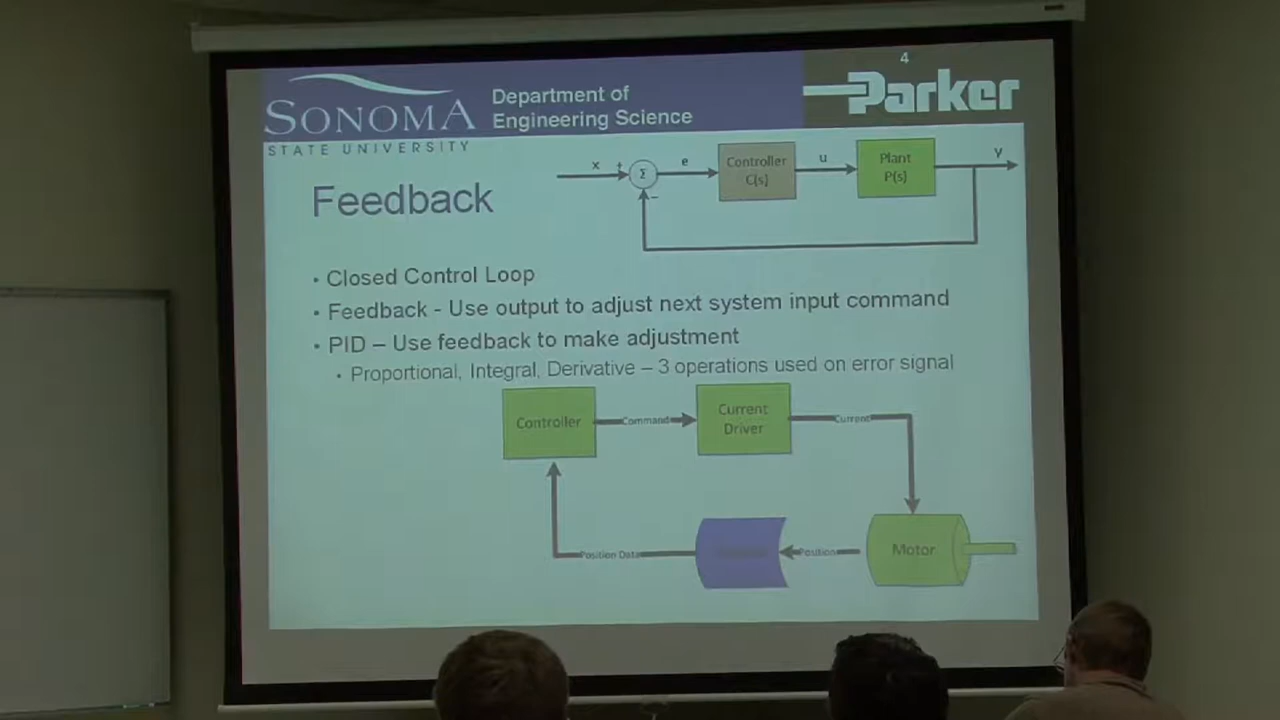 4
SONOMA
STATE UNIVERSITY
Department of
Engineering Science
Parker
Feedback
x
+
Σ
−
e
Controller
C(s)
u
Plant
P(s)
y
• Closed Control Loop
• Feedback - Use output to adjust next system input command
• PID – Use feedback to make adjustment
• Proportional, Integral, Derivative – 3 operations used on error signal
Controller
Command
Current
Driver
Current
Position Data
Position
Motor